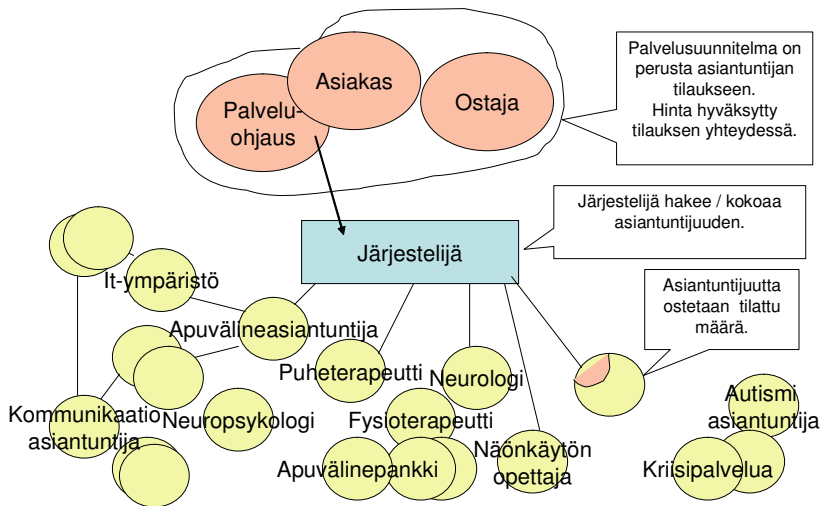 Asiakas
Palvelu-
ohjaus
Ostaja
Palvelusuunnitelma on
perusta asiantuntijan
tilaukseen.
Hinta hyväksytty
tilauksen yhteydessä.
Järjestelijä hakee / kokoaa
asiantuntijuuden.
Järjestelijä
Asiantuntijuutta
ostetaan tilattu
määrä.
It-ympäristö
Apuvälineasiantuntija
Puheterapeutti
Neurologi
Kommunikaatio
asiantuntija
Neuropsykologi
Fysioterapeutti
Autismi
asiantuntija
Apuvälinepankki
Näönkäytön
opettaja
Kriisipalvelua